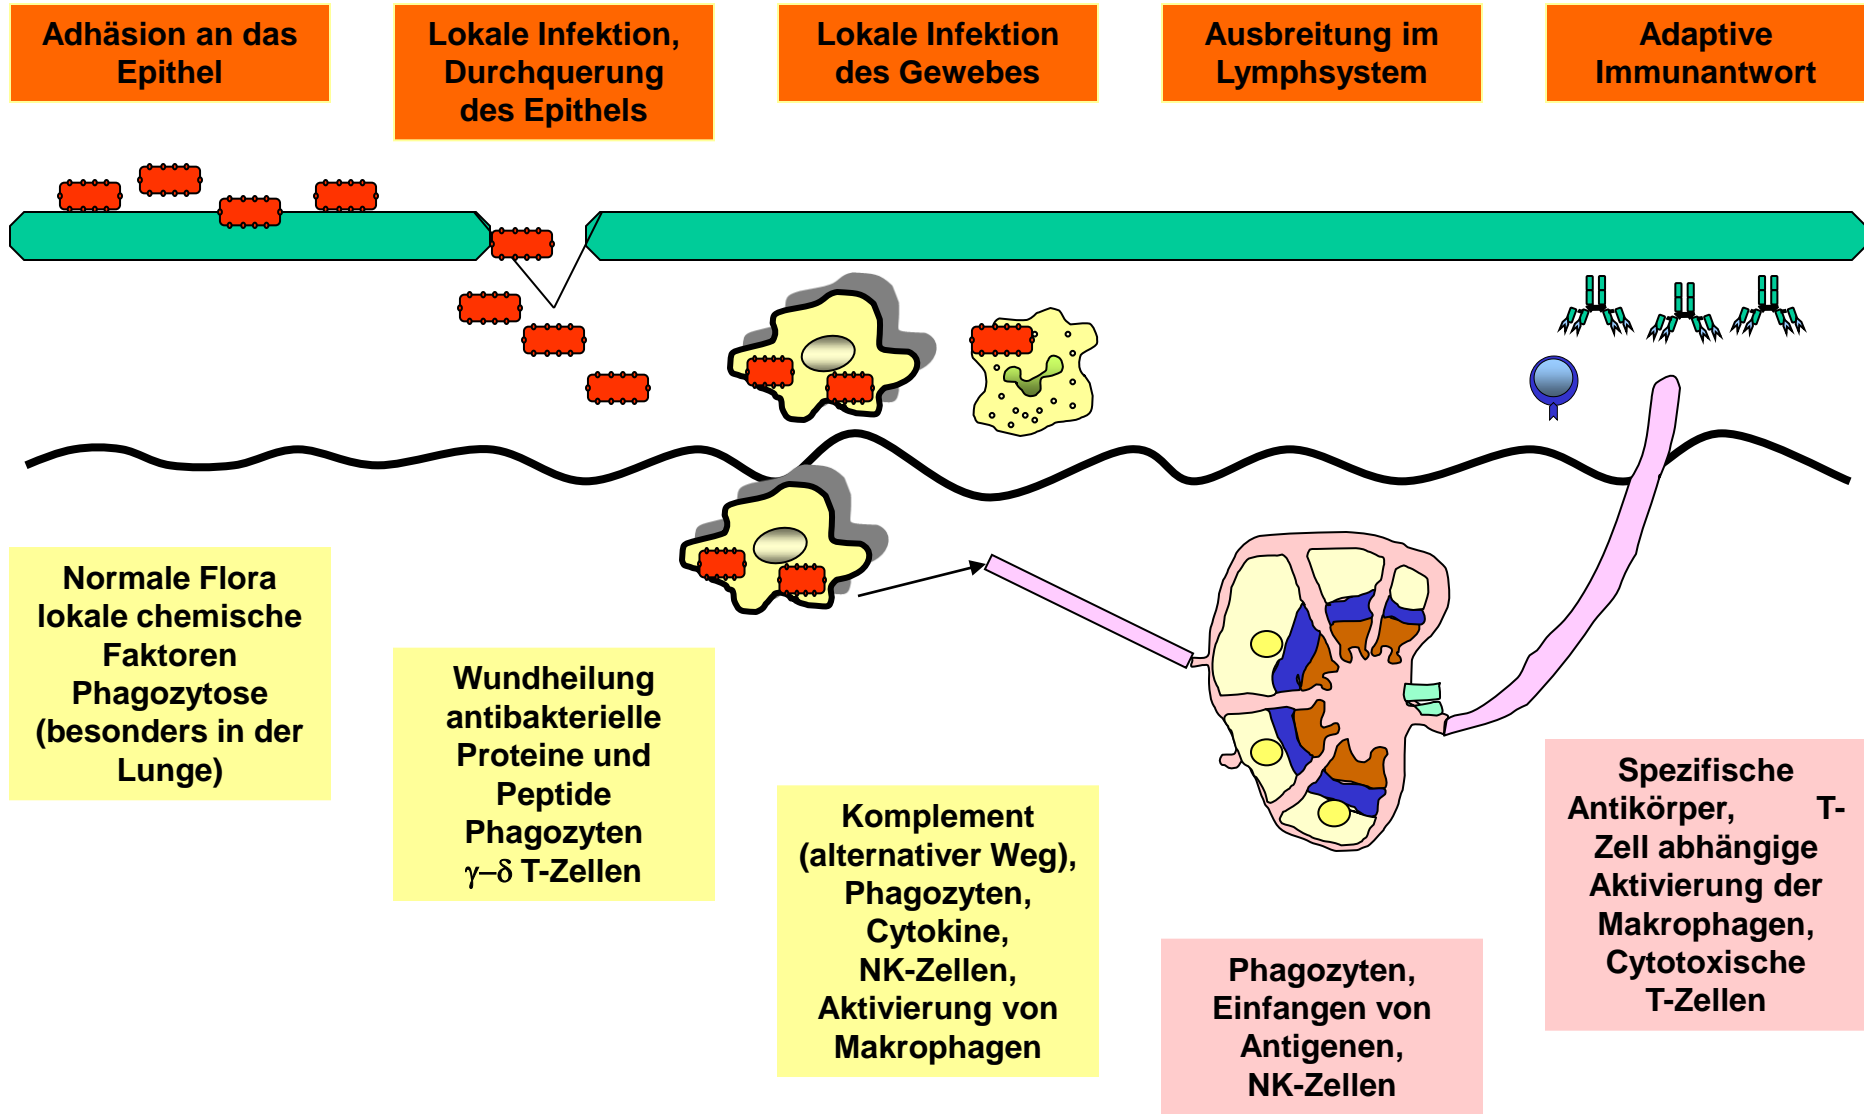 Adhäsion an das
Epithel
Lokale Infektion,
Durchquerung
des Epithels
Lokale Infektion
des Gewebes
Ausbreitung im
Lymphsystem
Adaptive
Immunantwort
Normale Flora
lokale chemische
Faktoren
Phagozytose
(besonders in der
Lunge)
Wundheilung
antibakterielle
Proteine und
Peptide
Phagozyten
γ–δ T-Zellen
Komplement
(alternativer Weg),
Phagozyten,
Cytokine,
NK-Zellen,
Aktivierung von
Makrophagen
Phagozyten,
Einfangen von
Antigenen,
NK-Zellen
Spezifische
Antikörper, T-
Zell abhängige
Aktivierung der
Makrophagen,
Cytotoxische
T-Zellen